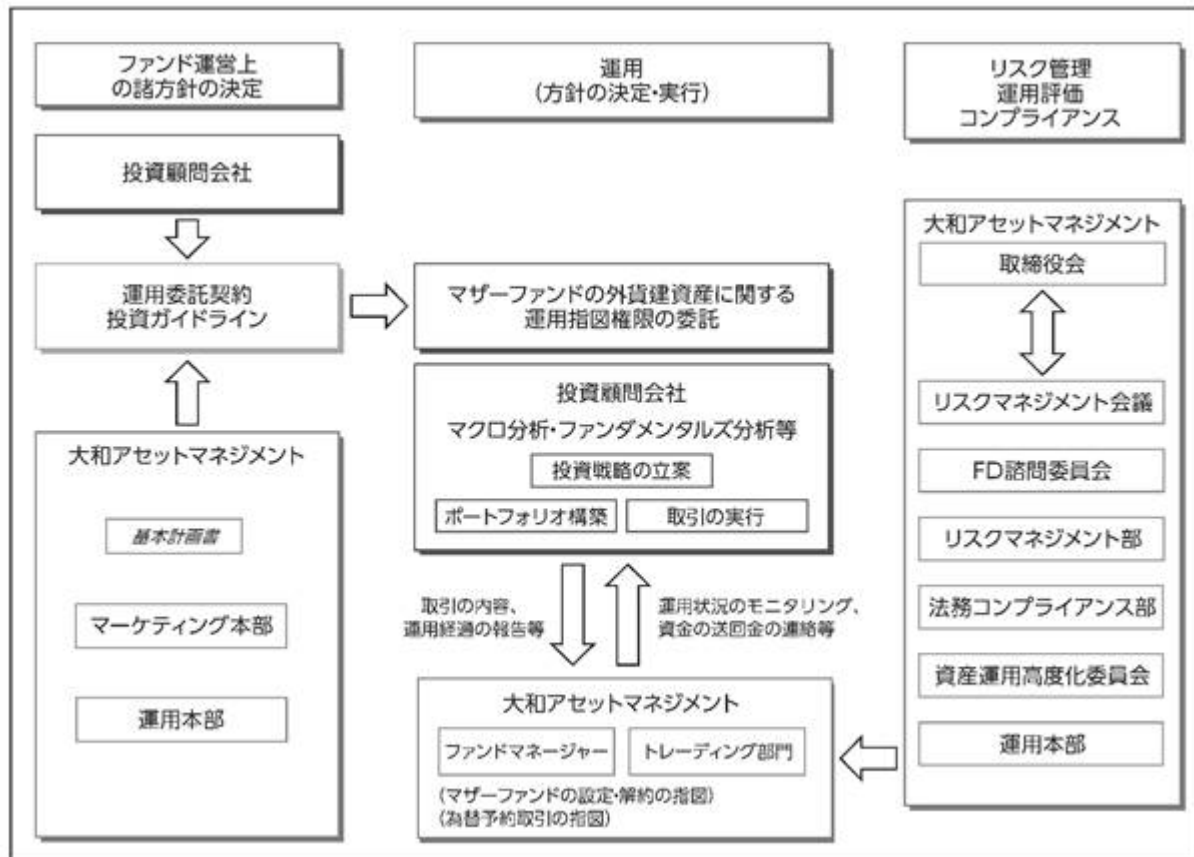 ファンド運営上
の諸方針の決定
投資顧問会社
運用委託契約
投資ガイドライン
大和アセットマネジメント
基本計画書
マーケティング本部
運用本部
運用
(方針の決定・実行)
マザーファンドの外貨建資産に関する
運用指図権限の委託
投資顧問会社
マクロ分析・ファンダメンタルズ分析等
投資戦略の立案
ポートフォリオ構築
取引の実行
取引の内容、
運用経過の報告等
運用状況のモニタリング、
資金の送回金の連絡等
大和アセットマネジメント
ファンドマネージャー
トレーディング部門
(マザーファンドの設定・解約の指図)
(為替予約取引の指図)
リスク管理
運用評価
コンプライアンス
大和アセットマネジメント
取締役会
リスクマネジメント会議
FD諮問委員会
リスクマネジメント部
法務コンプライアンス部
資産運用高度化委員会
運用本部